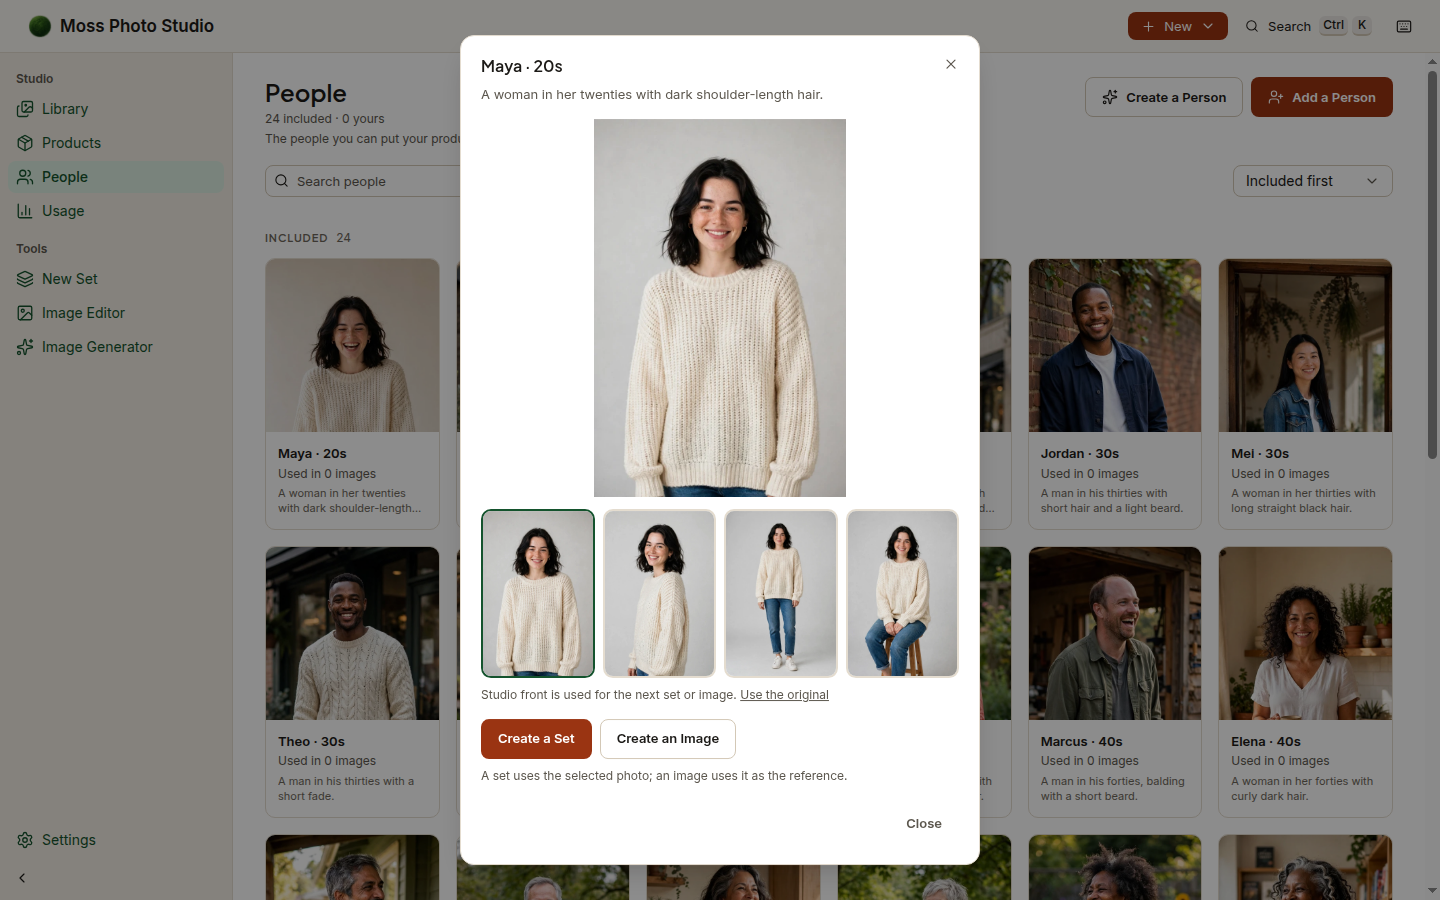 Moss Photo Studio
New
Search Ctrl K
Studio
Library
Products
People
Usage
Tools
New Set
Image Editor
Image Generator
Settings
People
24 included · 0 yours
The people you can put your
Create a Person
Add a Person
Search people
Included first
INCLUDED 24
Maya · 20s
Used in 0 images
A woman in her twenties
with dark shoulder-length...
Jordan · 30s
Used in 0 images
A man in his thirties with
short hair and a light beard.
Mei · 30s
Used in 0 images
A woman in her thirties with
long straight black hair.
Theo · 30s
Used in 0 images
A man in his thirties with a
short fade.
Marcus · 40s
Used in 0 images
A man in his forties, balding
with a short beard.
Elena · 40s
Used in 0 images
A woman in her forties with
curly dark hair.
Maya · 20s
A woman in her twenties with dark shoulder-length hair.
Studio front is used for the next set or image. Use the original
Create a Set
Create an Image
A set uses the selected photo; an image uses it as the reference.
Close